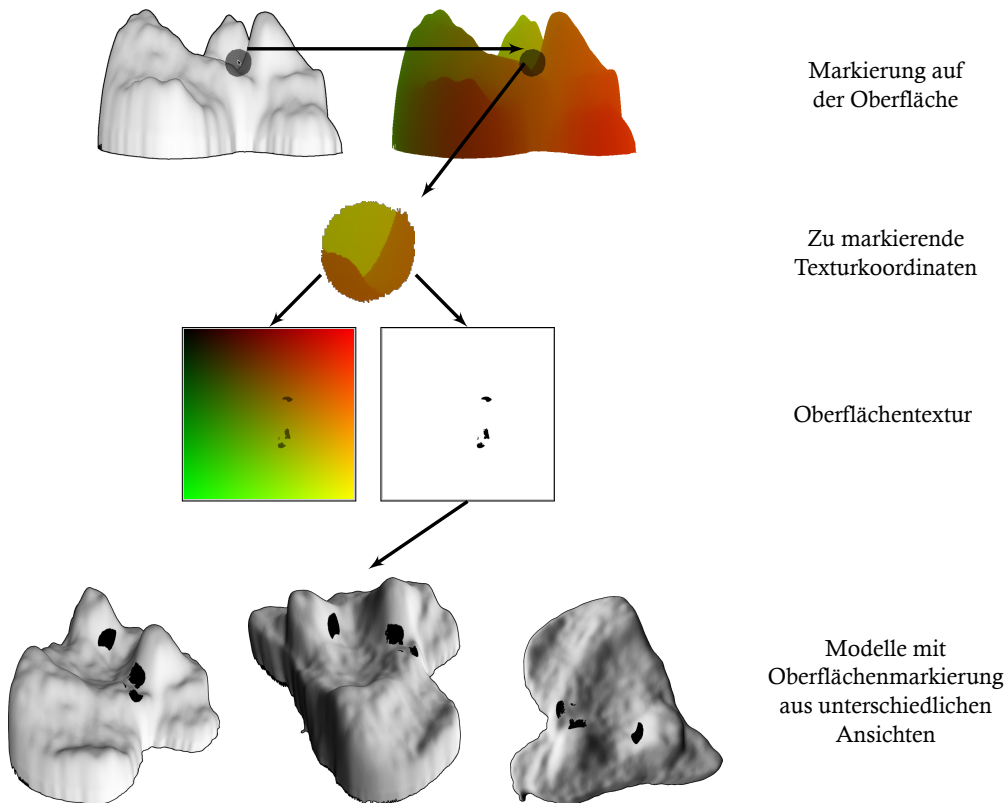 Markierung auf
der Oberfläche
Zu markierende
Texturkoordinaten
Oberflächentextur
Modelle mit
Oberflächenmarkierung
aus unterschiedlichen
Ansichten